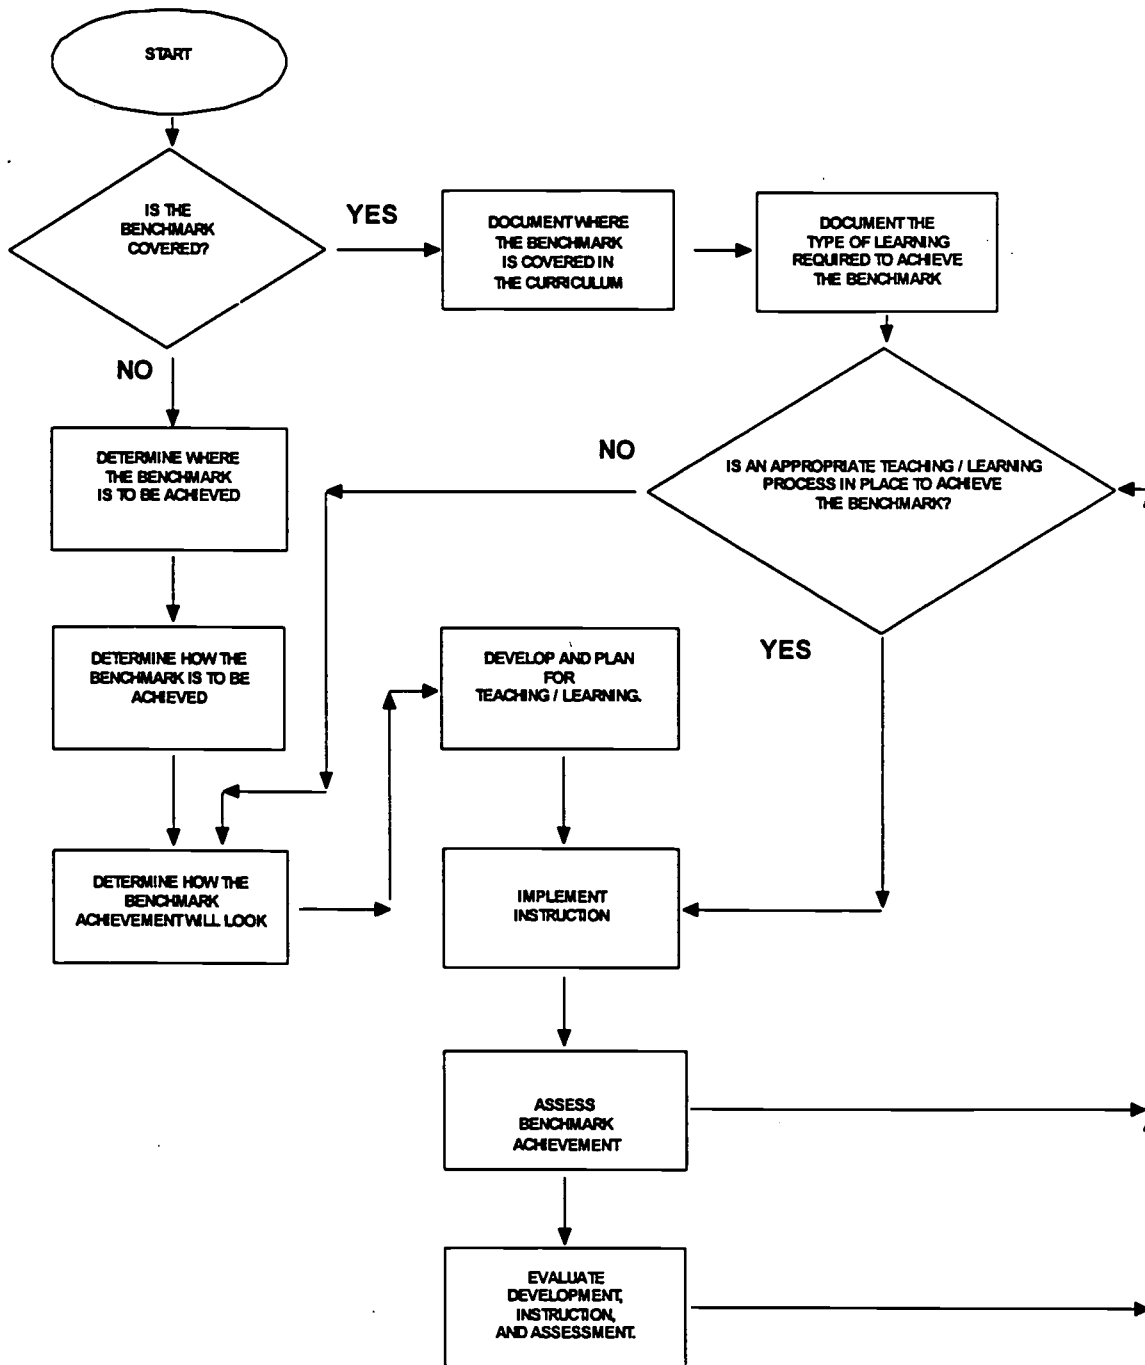 START
IS THE
BENCHMARK
COVERED?
YES
DOCUMENT WHERE
THE BENCHMARK
IS COVERED IN
THE CURRICULUM
DOCUMENT THE
TYPE OF LEARNING
REQUIRED TO ACHIEVE
THE BENCHMARK
NO
DETERMINE WHERE
THE BENCHMARK
IS TO BE ACHIEVED
NO
IS AN APPROPRIATE TEACHING / LEARNING
PROCESS IN PLACE TO ACHIEVE
THE BENCHMARK?
YES
DETERMINE HOW THE
BENCHMARK IS TO BE
ACHIEVED
DEVELOP AND PLAN
FOR
TEACHING / LEARNING.
DETERMINE HOW THE
BENCHMARK
ACHIEVEMENT WILL LOOK
IMPLEMENT
INSTRUCTION
ASSESS
BENCHMARK
ACHIEVEMENT
EVALUATE
DEVELOPMENT,
INSTRUCTION,
AND ASSESSMENT.